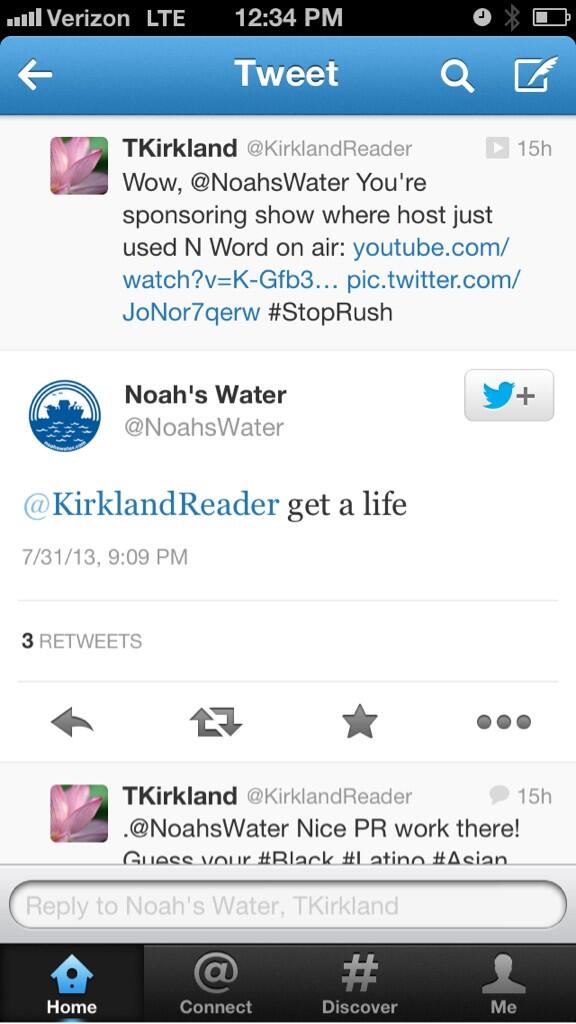 Verizon LTE 12:34 PM
Tweet
TKirkland @KirklandReader 15h
Wow, @NoahsWater You're
sponsoring show where host just
used N Word on air: youtube.com/
watch?v=K-Gfb3… pic.twitter.com/
JoNor7qerw #StopRush
Noah's Water
@NoahsWater
@KirklandReader get a life
7/31/13, 9:09 PM
3 RETWEETS
TKirkland @KirklandReader 15h
.@NoahsWater Nice PR work there!
Guess your #Black #Latino #Asian
Reply to Noah's Water, TKirkland
Home Connect Discover Me